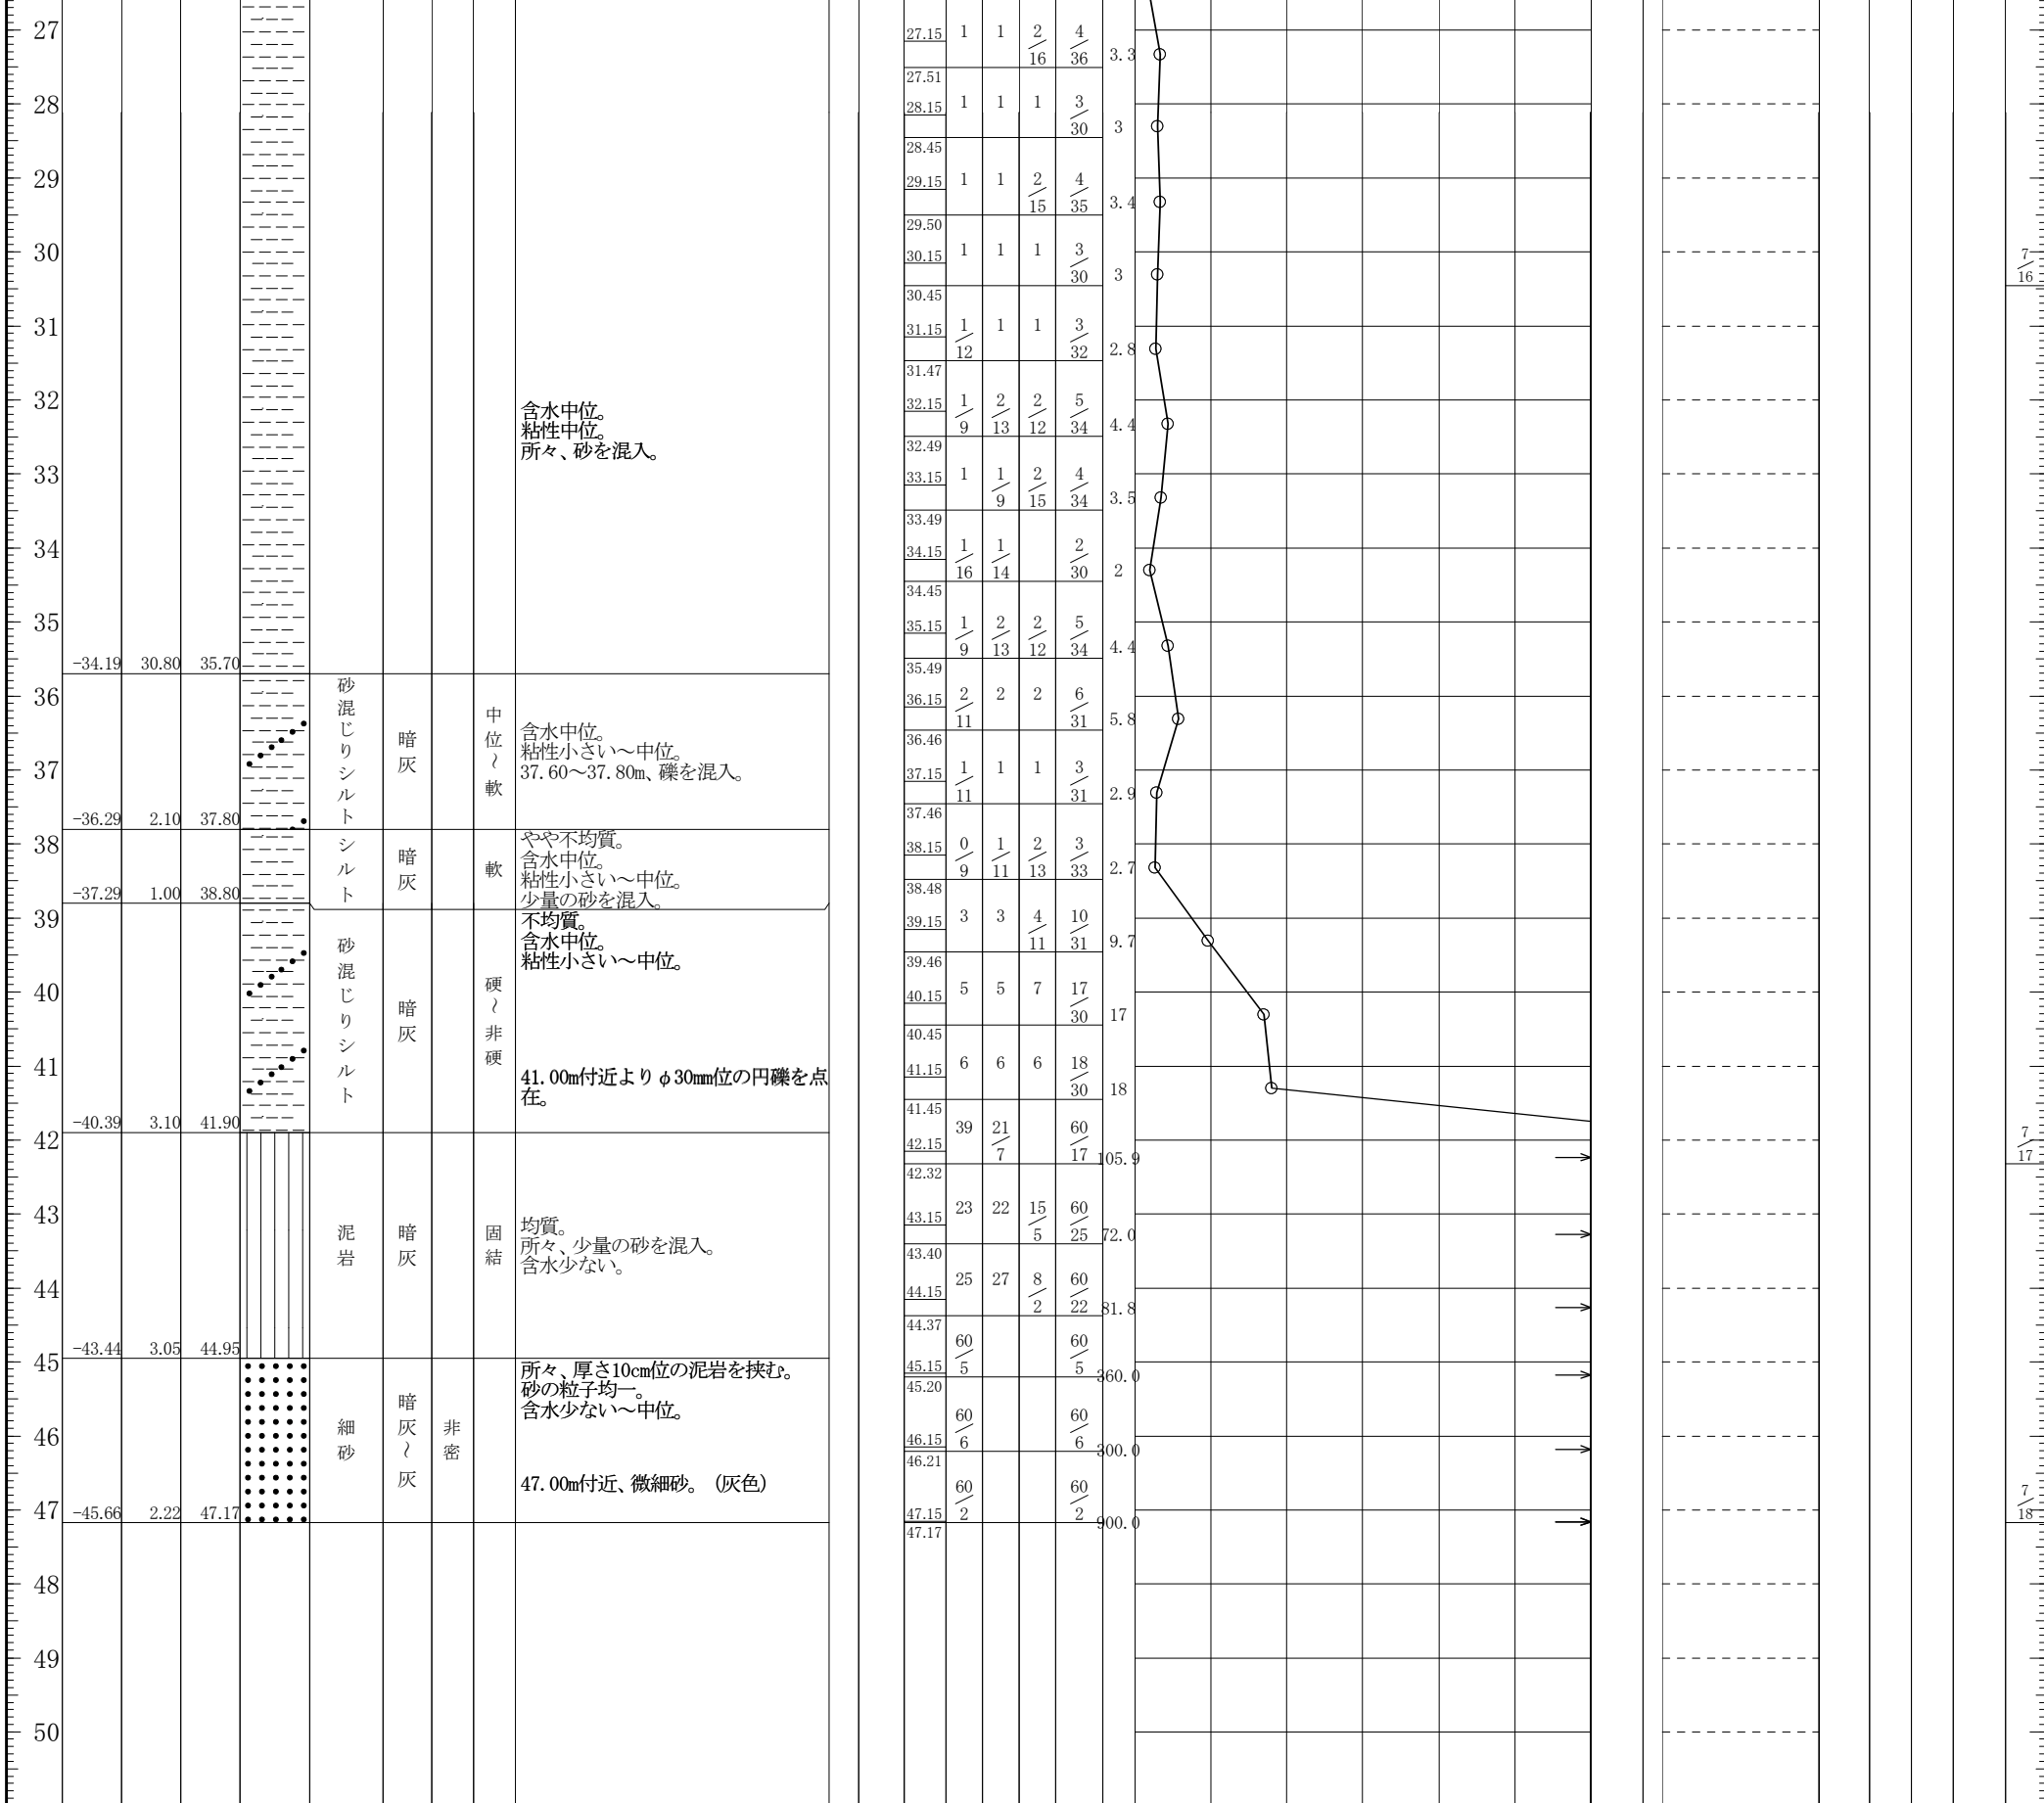 27
28
29
30
31
32
33
34
35
36
37
38
39
40
41
42
43
44
45
46
47
48
49
50
-34.19 30.80 35.70
-36.29 2.10 37.80
-37.29 1.00 38.80
-40.39 3.10 41.90
-43.44 3.05 44.95
-45.66 2.22 47.17
含水中位。
粘性中位。
所々、砂を混入。
砂混じりシルト
暗灰
中位~軟
含水中位。
粘性小さい~中位。
37.60~37.80m、礫を混入。
シルト
暗灰
軟
やや不均質。
含水中位。
粘性小さい~中位。
少量の砂を混入。
砂混じりシルト
暗灰
硬~非硬
不均質。
含水中位。
粘性小さい~中位。
41.00m付近よりφ30mm位の円礫を点
在。
泥岩
暗灰
固結
均質。
所々、少量の砂を混入。
含水少ない。
細砂
暗灰~灰
非密
所々、厚さ10cm位の泥岩を挟む。
砂の粒子均一。
含水少ない~中位。
47.00m付近、微細砂。(灰色)
27.15 1 1 2/16 4/36 3.3
27.51
28.15 1 1 1 3/30 3
28.45
29.15 1 1 2/15 4/35 3.4
29.50
30.15 1 1 1 3/30 3
30.45
31.15 1/12 1 1 3/32 2.8
31.47
32.15 1/9 2/13 2/12 5/34 4.4
32.49
33.15 1 1/9 2/15 4/34 3.5
33.49
34.15 1/16 1/14 2/30 2
34.45
35.15 1/9 2/13 2/12 5/34 4.4
35.49
36.15 2/11 2 2 6/31 5.8
36.46
37.15 1/11 1 1 3/31 2.9
37.46
38.15 0/9 1/11 2/13 3/33 2.7
38.48
39.15 3 3 4/11 10/31 9.7
39.46
40.15 5 5 7 17/30 17
40.45
41.15 6 6 6 18/30 18
41.45
42.15 39 21/7 60/17 105.9
42.32
43.15 23 22 15/5 60/25 72.0
43.40
44.15 25 27 8/2 60/22 81.8
44.37
45.15 60/5 60/5 360.0
45.20
46.15 60/6 60/6 300.0
46.21
47.15 60/2 60/2 900.0
47.17
7/16
7/17
7/18